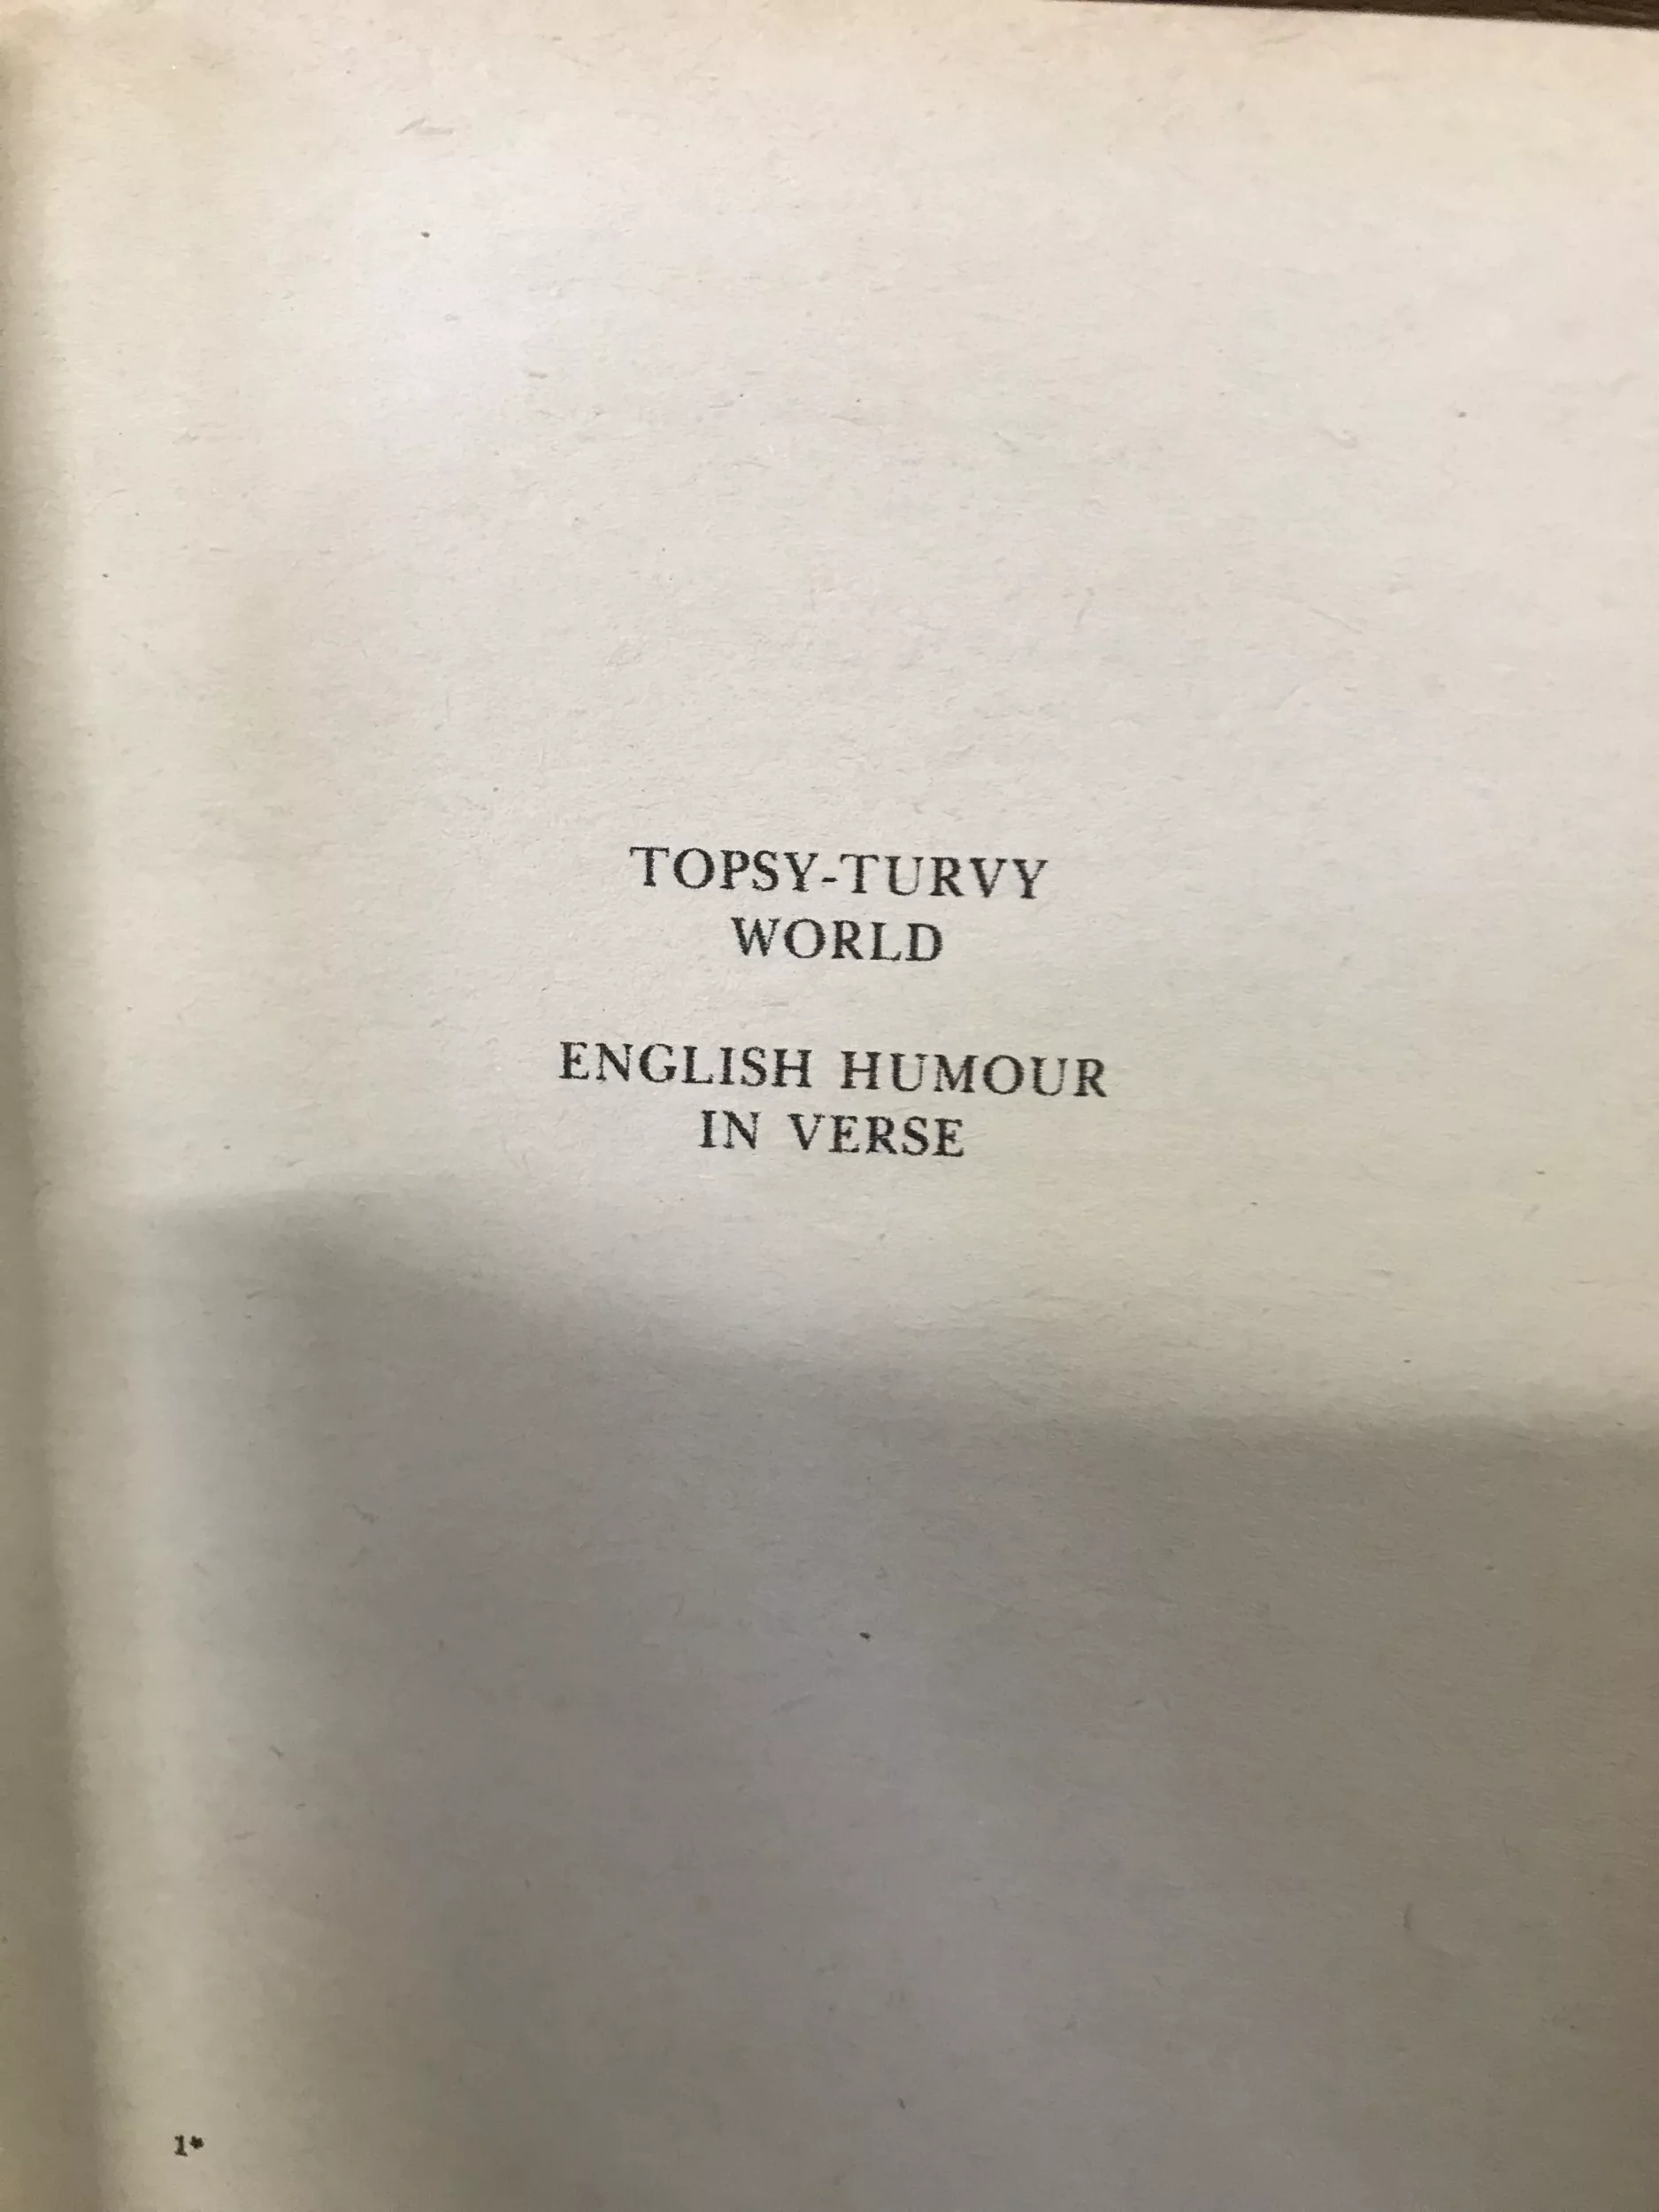 TOPSY-TURVY
WORLD
ENGLISH HUMOUR
IN VERSE
1*